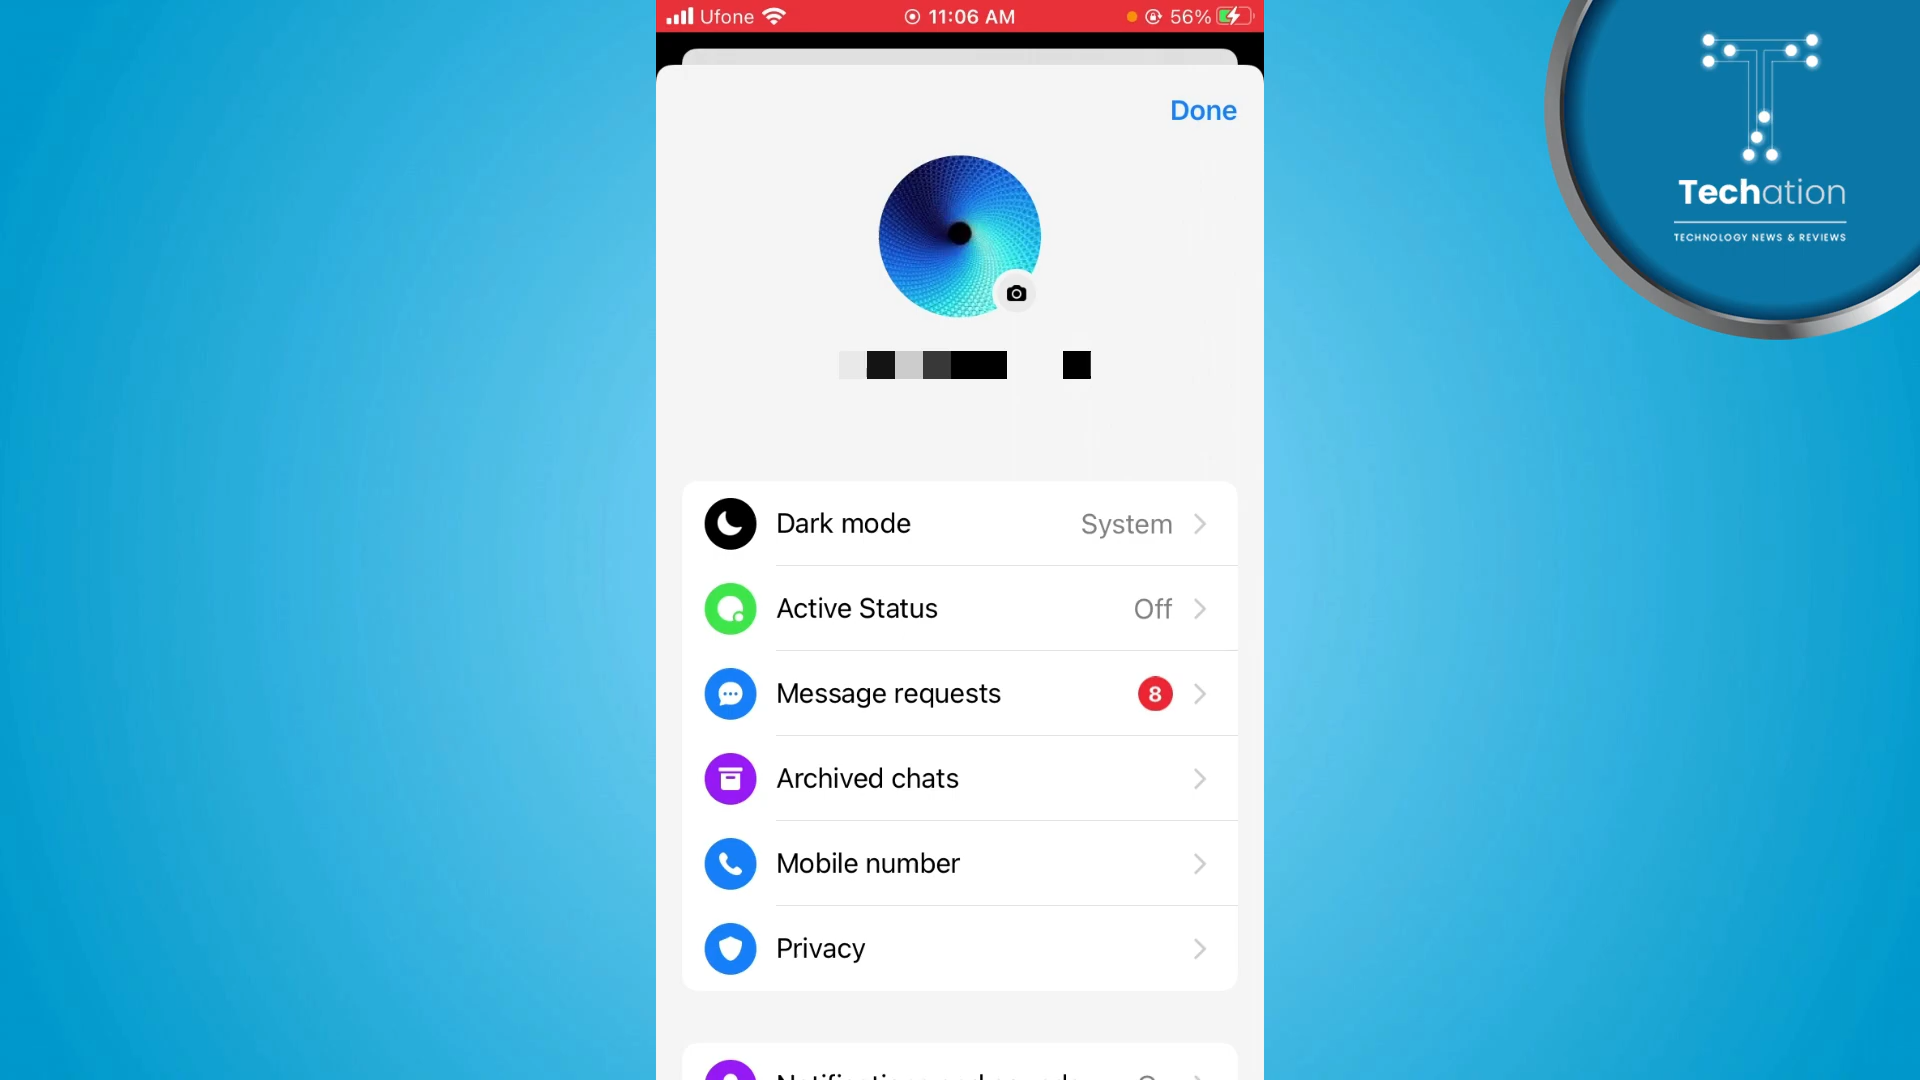 Ufone 11:06 AM 56%
Done
Techation
TECHNOLOGY NEWS & REVIEWS
Dark mode System
Active Status Off
Message requests 8
Archived chats
Mobile number
Privacy